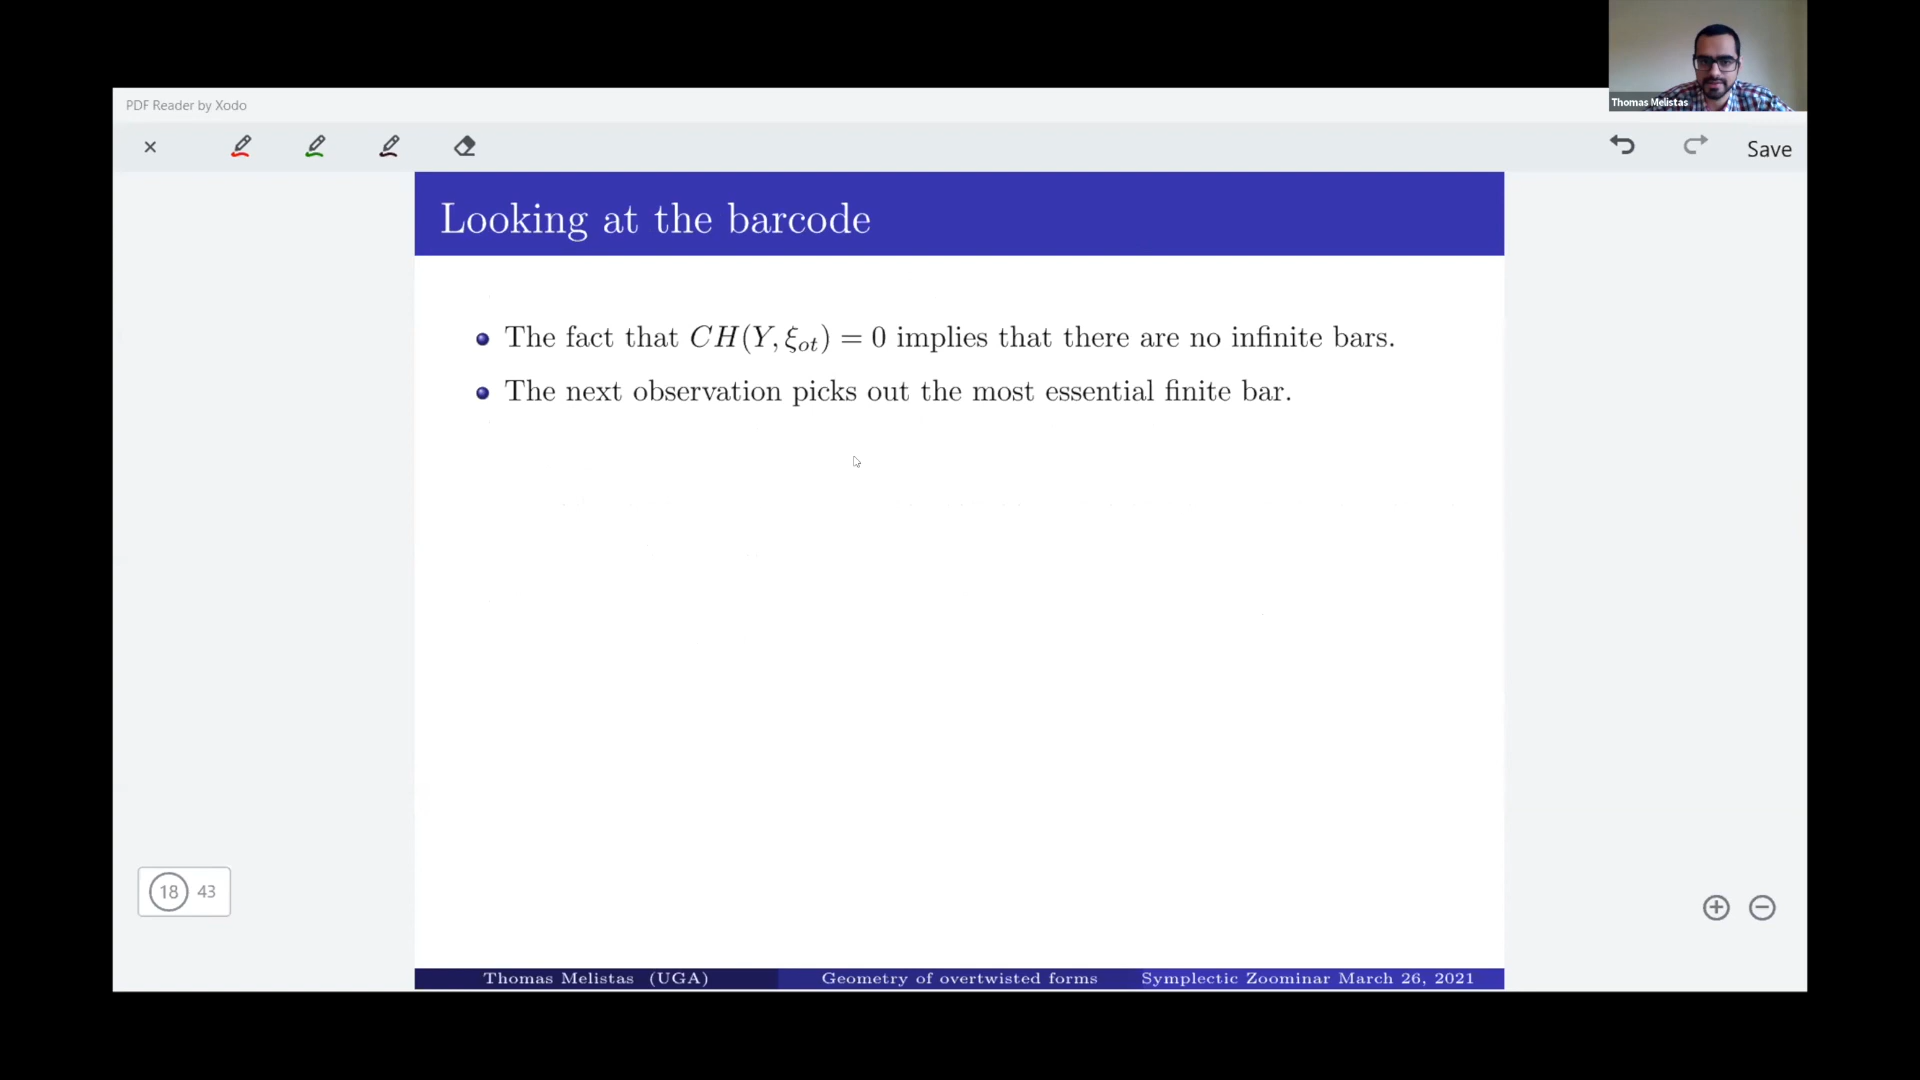 Thomas Melistas
PDF Reader by Xodo
Save
Looking at the barcode
The fact that CH(Y, ξot) = 0 implies that there are no infinite bars.
The next observation picks out the most essential finite bar.
18 43
Thomas Melistas (UGA) Geometry of overtwisted forms Symplectic Zoominar March 26, 2021